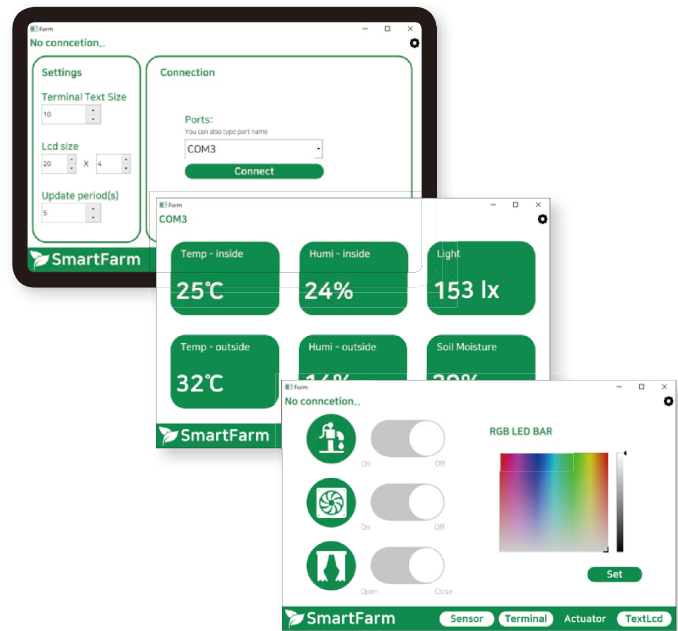 Form
No conncetion..
Settings
Terminal Text Size
10
Lcd size
20 X 4
Update period(s)
5
Connection
Ports:
You can also type port name
COM3
Connect
SmartFarm
Form
COM3
Temp - inside
25℃
Humi - inside
24%
Light
153 lx
Temp - outside
32℃
Humi - outside
Soil Moisture
SmartFarm
Form
No conncetion..
On Off
On Off
Open Close
RGB LED BAR
Set
SmartFarm
Sensor Terminal Actuator TextLcd